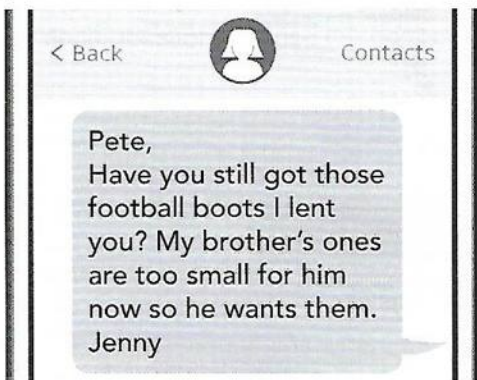 < Back
Contacts
Pete,
Have you still got those
football boots I lent
you? My brother's ones
are too small for him
now so he wants them.
Jenny